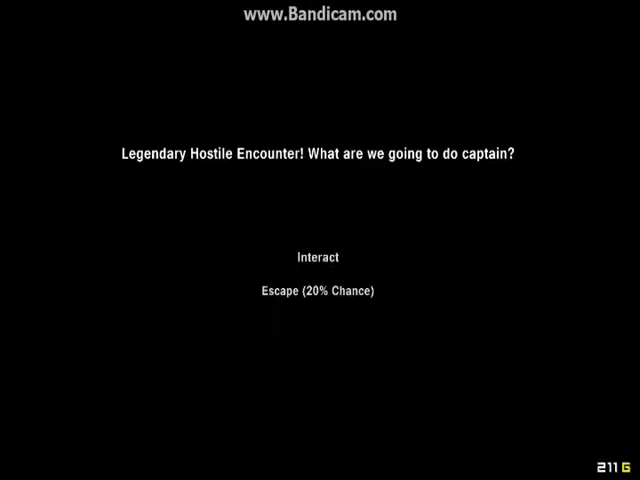 www.Bandicam.com
Legendary Hostile Encounter! What are we going to do captain?
Interact
Escape (20% Chance)
211 G